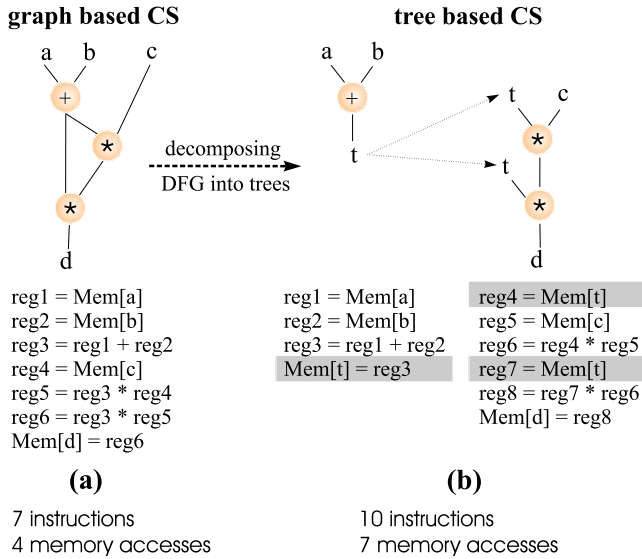 graph based CS
a b c
+
*
*
d
decomposing
DFG into trees
tree based CS
a b
+
t
t c
*
t
*
d
reg1 = Mem[a]
reg2 = Mem[b]
reg3 = reg1 + reg2
reg4 = Mem[c]
reg5 = reg3 * reg4
reg6 = reg3 * reg5
Mem[d] = reg6
reg1 = Mem[a]
reg2 = Mem[b]
reg3 = reg1 + reg2
Mem[t] = reg3
reg4 = Mem[t]
reg5 = Mem[c]
reg6 = reg4 * reg5
reg7 = Mem[t]
reg8 = reg7 * reg6
Mem[d] = reg8
(a)
7 instructions
4 memory accesses
(b)
10 instructions
7 memory accesses